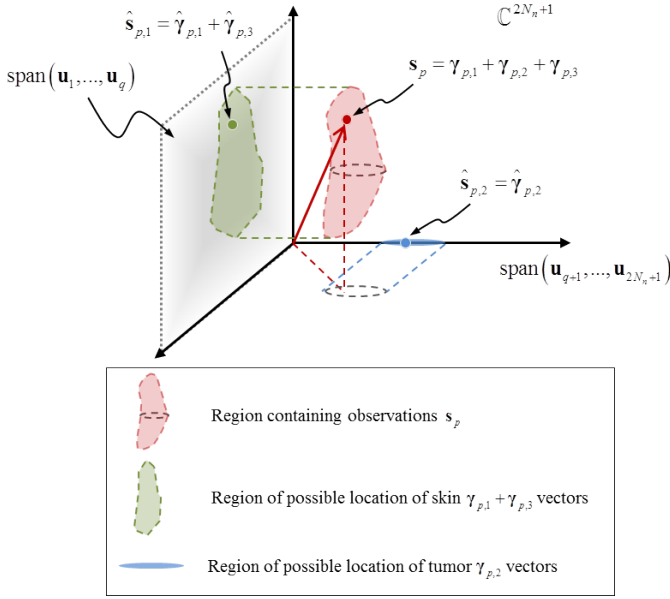 ℂ^{2N_n+1}
ŝ_{p,1} = γ̂_{p,1} + γ̂_{p,3}
s_p = γ_{p,1} + γ_{p,2} + γ_{p,3}
span(u_1,...,u_q)
ŝ_{p,2} = γ̂_{p,2}
span(u_{q+1},...,u_{2N_n+1})
Region containing observations s_p
Region of possible location of skin γ_{p,1} + γ_{p,3} vectors
Region of possible location of tumor γ_{p,2} vectors